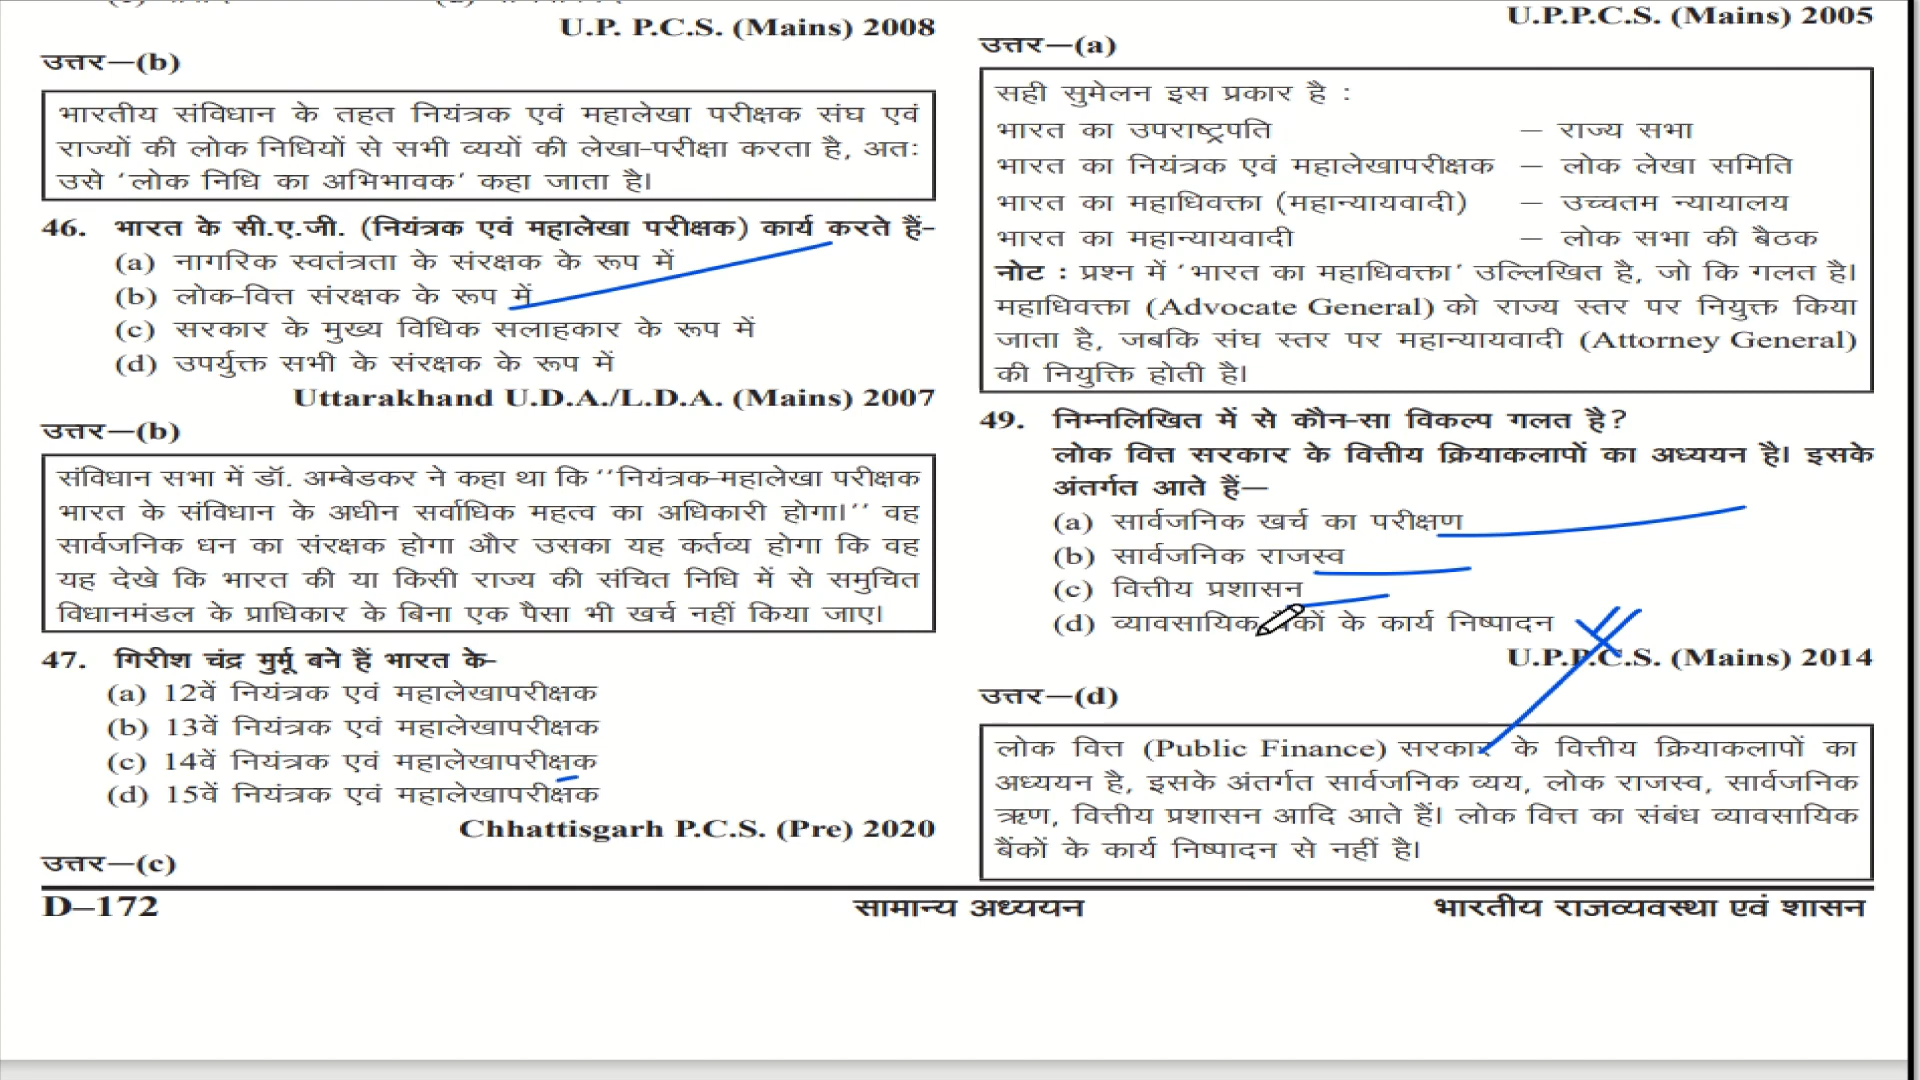 U.P. P.C.S. (Mains) 2008
उत्तर—(b)
भारतीय संविधान के तहत नियंत्रक एवं महालेखा परीक्षक संघ एवं
राज्यों की लोक निधियों से सभी व्ययों की लेखा-परीक्षा करता है, अतः
उसे 'लोक निधि का अभिभावक' कहा जाता है।
46. भारत के सी.ए.जी. (नियंत्रक एवं महालेखा परीक्षक) कार्य करते हैं-
(a) नागरिक स्वतंत्रता के संरक्षक के रूप में
(b) लोक-वित्त संरक्षक के रूप में
(c) सरकार के मुख्य विधिक सलाहकार के रूप में
(d) उपर्युक्त सभी के संरक्षक के रूप में
Uttarakhand U.D.A./L.D.A. (Mains) 2007
उत्तर—(b)
संविधान सभा में डॉ. अम्बेडकर ने कहा था कि ''नियंत्रक-महालेखा परीक्षक
भारत के संविधान के अधीन सर्वाधिक महत्व का अधिकारी होगा।'' वह
सार्वजनिक धन का संरक्षक होगा और उसका यह कर्तव्य होगा कि वह
यह देखे कि भारत की या किसी राज्य की संचित निधि में से समुचित
विधानमंडल के प्राधिकार के बिना एक पैसा भी खर्च नहीं किया जाए।
47. गिरीश चंद्र मुर्मू बने हैं भारत के-
(a) 12वें नियंत्रक एवं महालेखापरीक्षक
(b) 13वें नियंत्रक एवं महालेखापरीक्षक
(c) 14वें नियंत्रक एवं महालेखापरीक्षक
(d) 15वें नियंत्रक एवं महालेखापरीक्षक
Chhattisgarh P.C.S. (Pre) 2020
उत्तर—(c)
U.P.P.C.S. (Mains) 2005
उत्तर—(a)
सही सुमेलन इस प्रकार है :
भारत का उपराष्ट्रपति – राज्य सभा
भारत का नियंत्रक एवं महालेखापरीक्षक – लोक लेखा समिति
भारत का महाधिवक्ता (महान्यायवादी) – उच्चतम न्यायालय
भारत का महान्यायवादी – लोक सभा की बैठक
नोट : प्रश्न में 'भारत का महाधिवक्ता' उल्लिखित है, जो कि गलत है।
महाधिवक्ता (Advocate General) को राज्य स्तर पर नियुक्त किया
जाता है, जबकि संघ स्तर पर महान्यायवादी (Attorney General)
की नियुक्ति होती है।
49. निम्नलिखित में से कौन-सा विकल्प गलत है?
लोक वित्त सरकार के वित्तीय क्रियाकलापों का अध्ययन है। इसके
अंतर्गत आते हैं—
(a) सार्वजनिक खर्च का परीक्षण
(b) सार्वजनिक राजस्व
(c) वित्तीय प्रशासन
(d) व्यावसायिक बैंकों के कार्य निष्पादन
U.P.P.C.S. (Mains) 2014
उत्तर—(d)
लोक वित्त (Public Finance) सरकार के वित्तीय क्रियाकलापों का
अध्ययन है, इसके अंतर्गत सार्वजनिक व्यय, लोक राजस्व, सार्वजनिक
ऋण, वित्तीय प्रशासन आदि आते हैं। लोक वित्त का संबंध व्यावसायिक
बैंकों के कार्य निष्पादन से नहीं है।
D–172 सामान्य अध्ययन भारतीय राजव्यवस्था एवं शासन